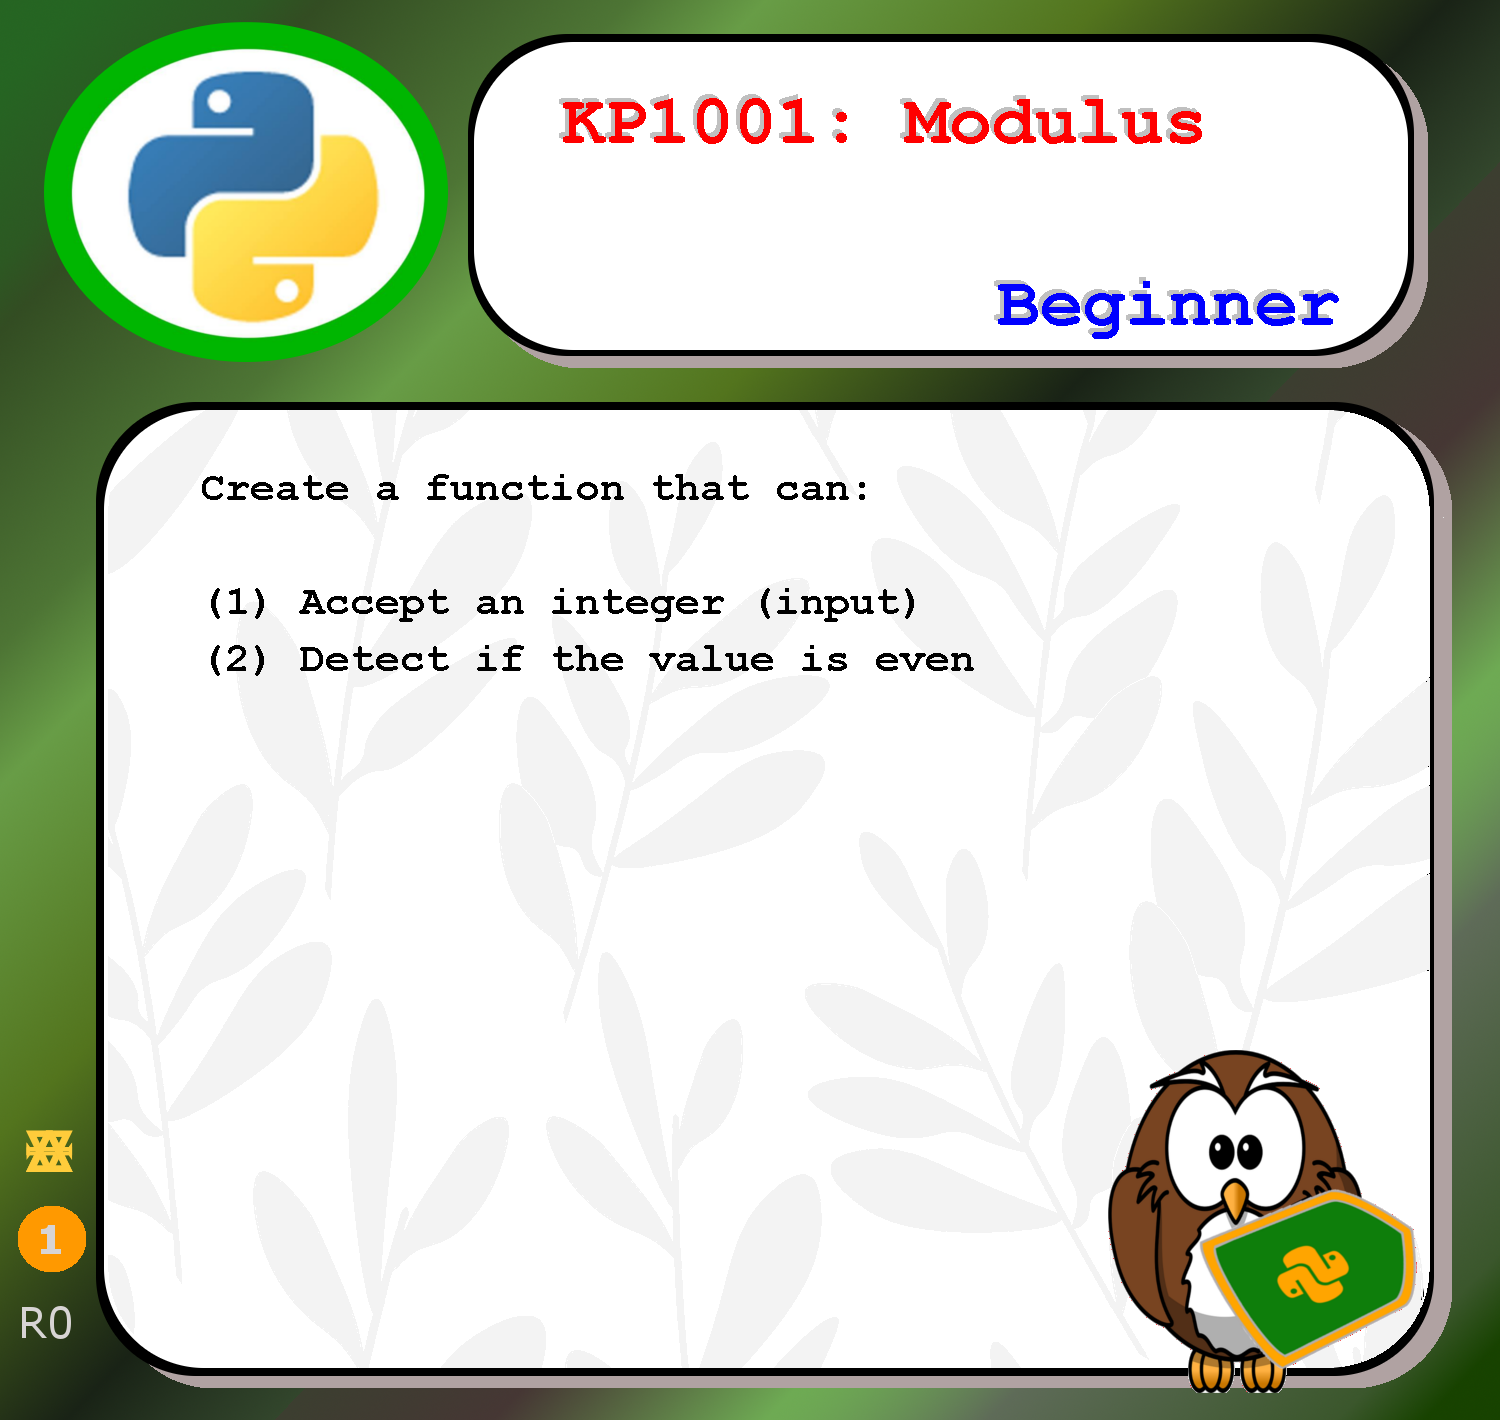 KP1001: Modulus
Beginner
Create a function that can:
(1) Accept an integer (input)
(2) Detect if the value is even
1
R0